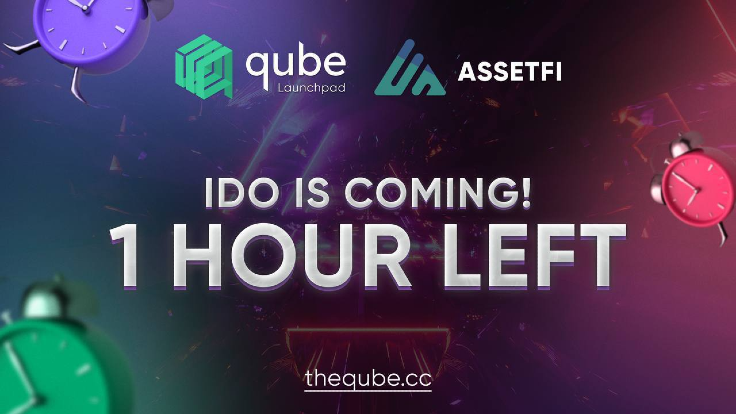 qube
Launchpad
ASSETFI
IDO IS COMING!
1 HOUR LEFT
theqube.cc